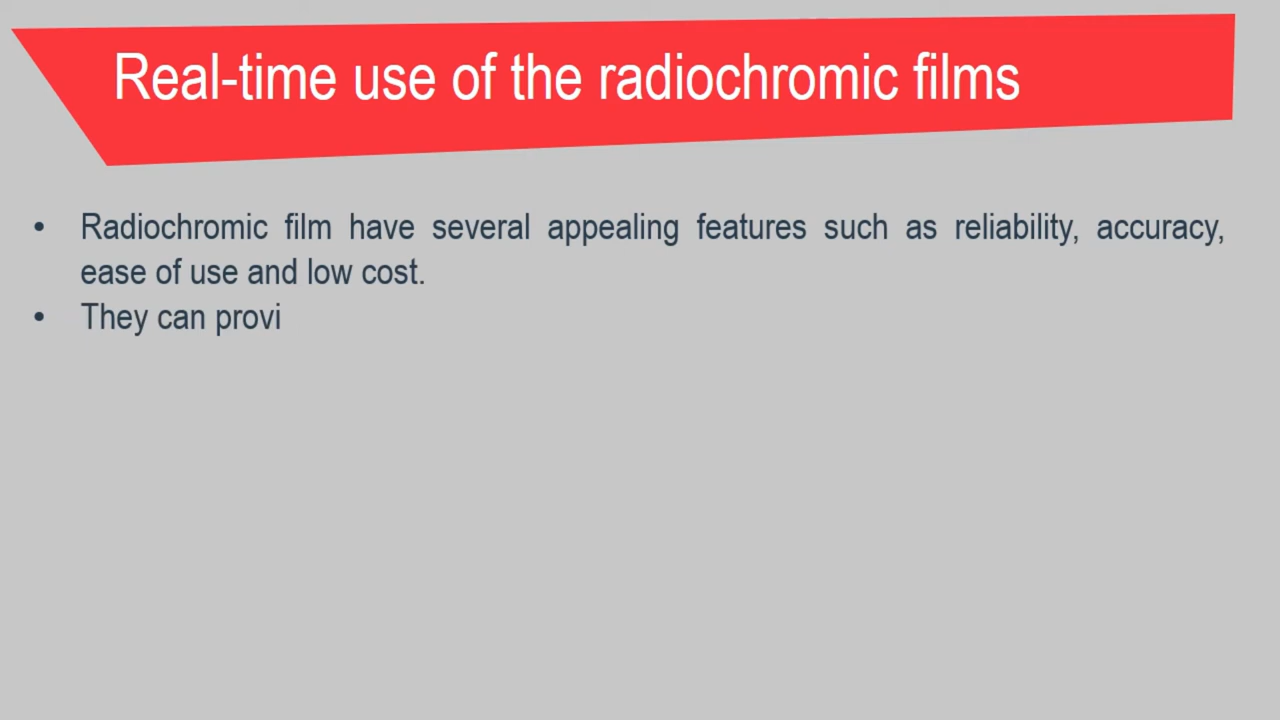 Real-time use of the radiochromic films
• Radiochromic film have several appealing features such as reliability, accuracy,
ease of use and low cost.
• They can provi